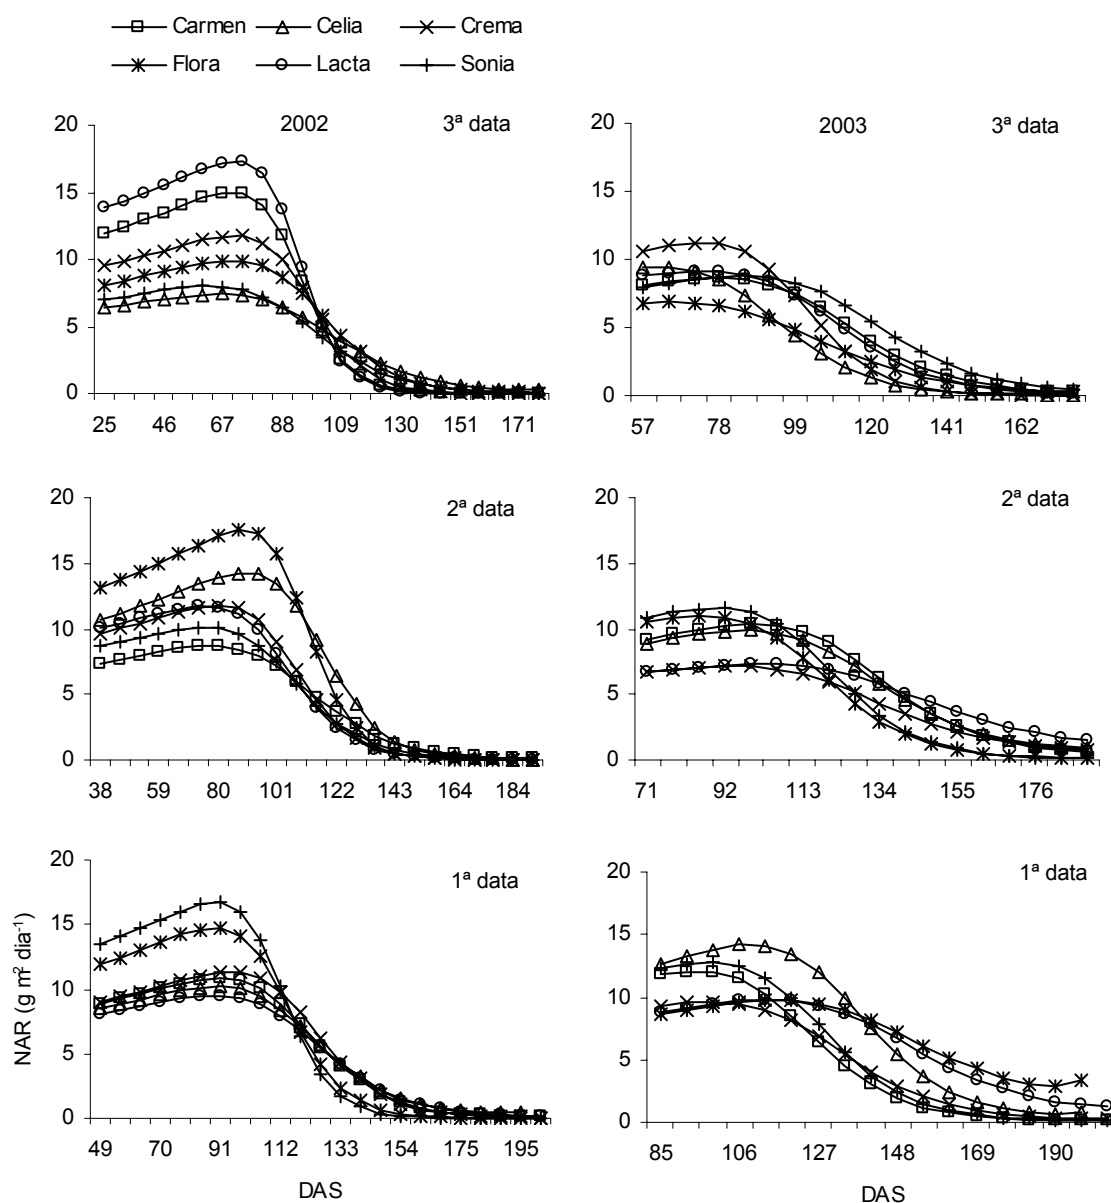 Carmen Celia Crema
Flora Lacta Sonia
2002 3ª data
20
15
10
5
0
25 46 67 88 109 130 151 171
2003 3ª data
20
15
10
5
0
57 78 99 120 141 162
2ª data
20
15
10
5
0
38 59 80 101 122 143 164 184
2ª data
20
15
10
5
0
71 92 113 134 155 176
1ª data
20
15
10
5
0
49 70 91 112 133 154 175 195
NAR (g m² dia⁻¹)
DAS
1ª data
20
15
10
5
0
85 106 127 148 169 190
DAS